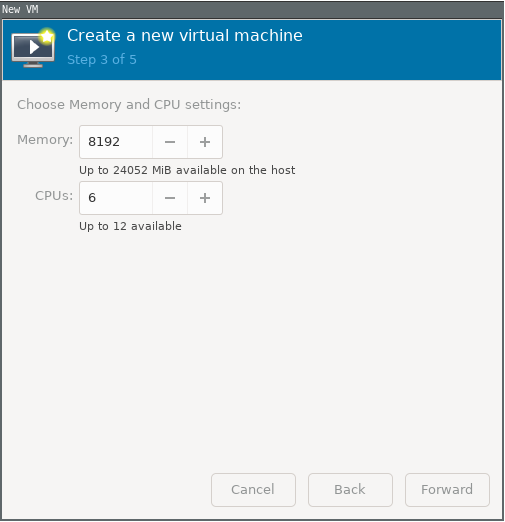 New VM
Create a new virtual machine
Step 3 of 5
Choose Memory and CPU settings:
Memory: 8192 − +
Up to 24052 MiB available on the host
CPUs: 6 − +
Up to 12 available
Cancel Back Forward